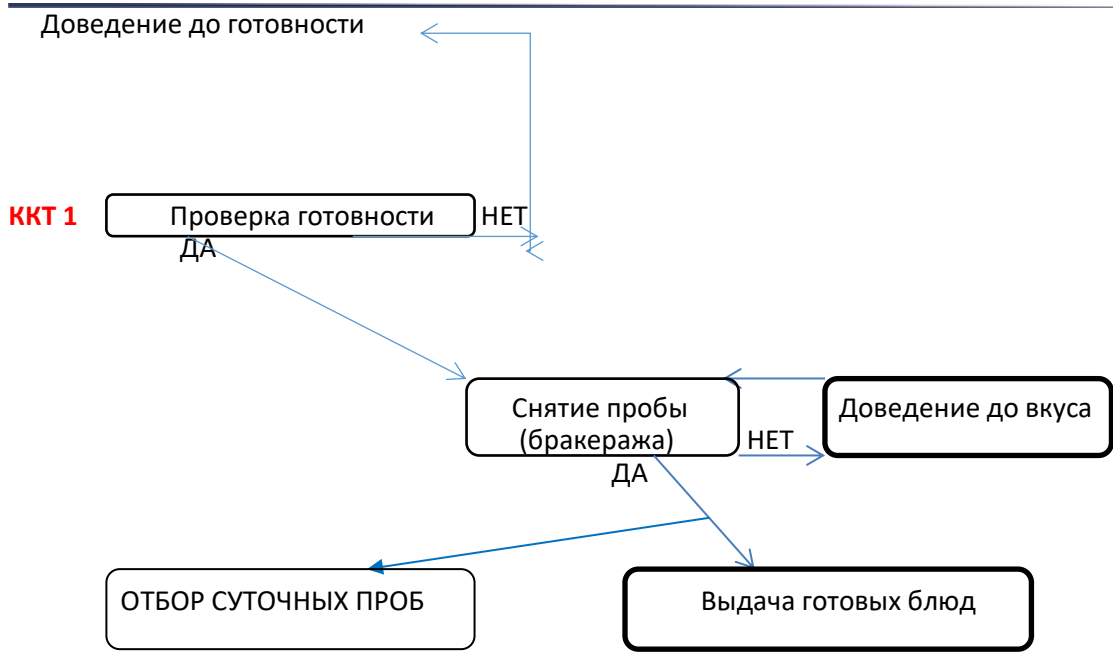 Доведение до готовности
ККТ 1
Проверка готовности
НЕТ
ДА
Снятие пробы
(бракеража)
НЕТ
Доведение до вкуса
ДА
ОТБОР СУТОЧНЫХ ПРОБ
Выдача готовых блюд